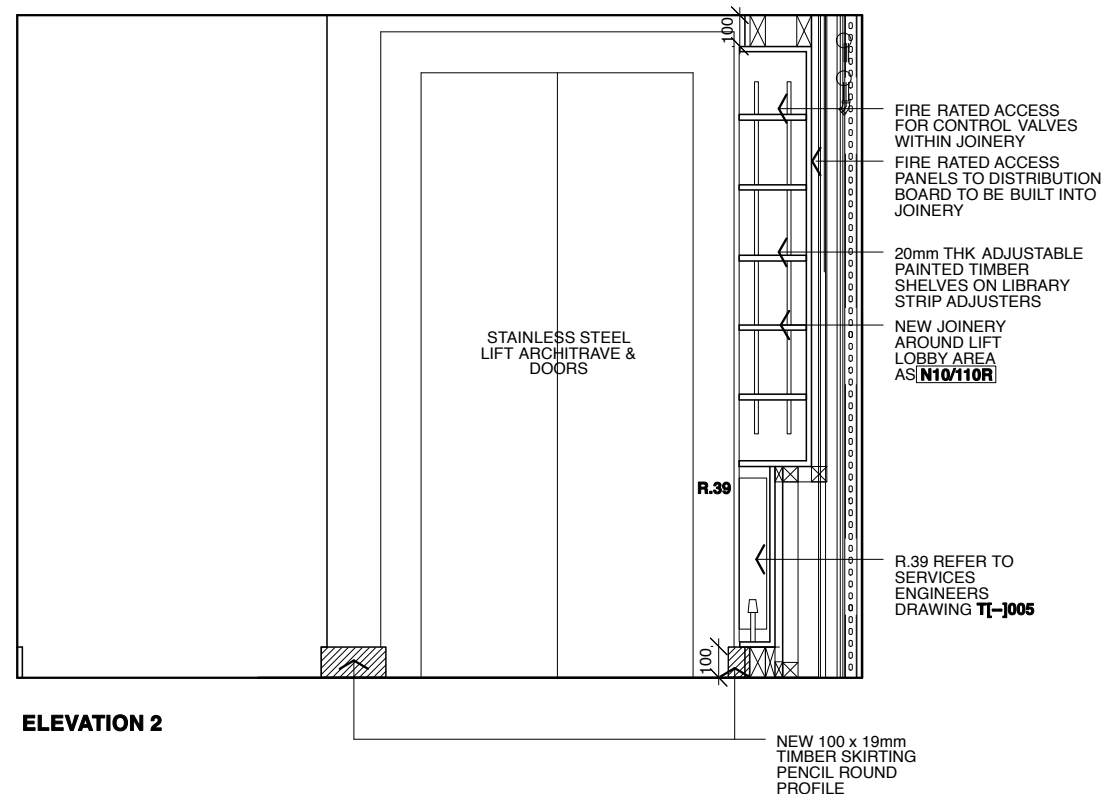 100
FIRE RATED ACCESS
FOR CONTROL VALVES
WITHIN JOINERY
FIRE RATED ACCESS
PANELS TO DISTRIBUTION
BOARD TO BE BUILT INTO
JOINERY
20mm THK ADJUSTABLE
PAINTED TIMBER
SHELVES ON LIBRARY
STRIP ADJUSTERS
NEW JOINERY
AROUND LIFT
LOBBY AREA
AS N10/110R
STAINLESS STEEL
LIFT ARCHITRAVE &
DOORS
R.39
R.39 REFER TO
SERVICES
ENGINEERS
DRAWING T[–]005
100
ELEVATION 2
NEW 100 x 19mm
TIMBER SKIRTING
PENCIL ROUND
PROFILE